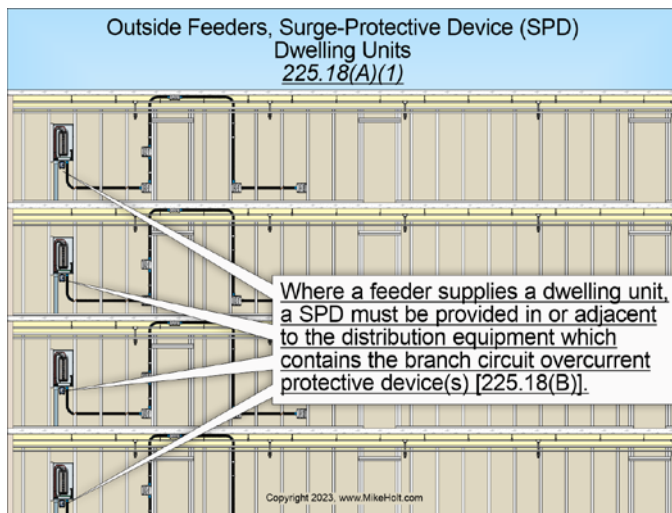 Outside Feeders, Surge-Protective Device (SPD)
Dwelling Units
225.18(A)(1)
Where a feeder supplies a dwelling unit,
a SPD must be provided in or adjacent
to the distribution equipment which
contains the branch circuit overcurrent
protective device(s) [225.18(B)].
Copyright 2023, www.MikeHolt.com